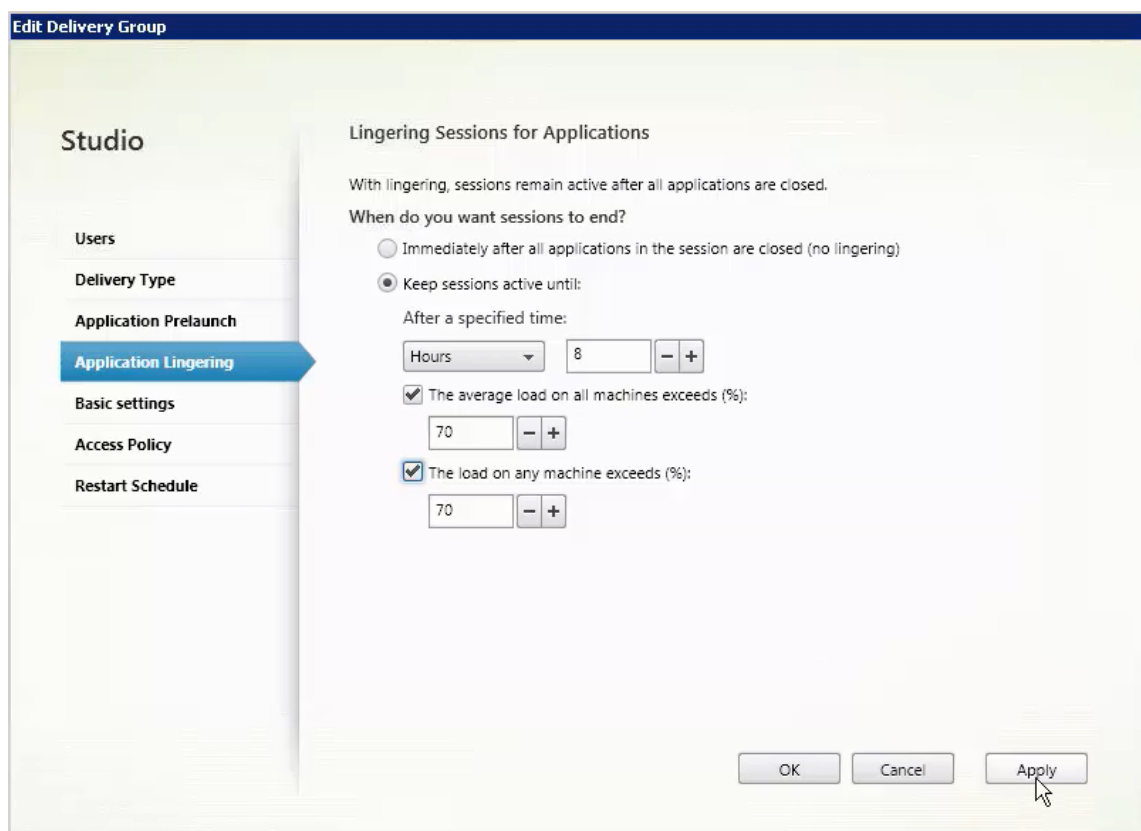 Edit Delivery Group
Studio
Users
Delivery Type
Application Prelaunch
Application Lingering
Basic settings
Access Policy
Restart Schedule
Lingering Sessions for Applications
With lingering, sessions remain active after all applications are closed.
When do you want sessions to end?
Immediately after all applications in the session are closed (no lingering)
Keep sessions active until:
After a specified time:
Hours 8 − +
The average load on all machines exceeds (%):
70 − +
The load on any machine exceeds (%):
70 − +
OK Cancel Apply